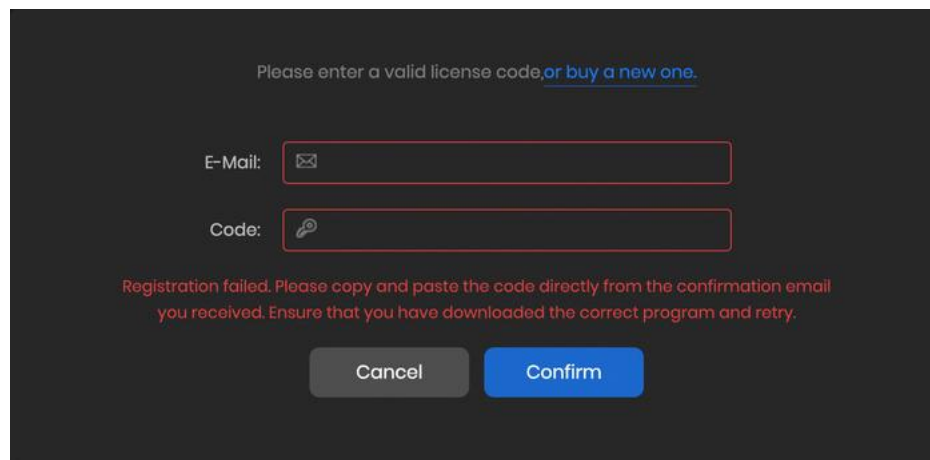 Please enter a valid license code,or buy a new one.
E-Mail:
Code:
Registration failed. Please copy and paste the code directly from the confirmation email
you received. Ensure that you have downloaded the correct program and retry.
Cancel Confirm